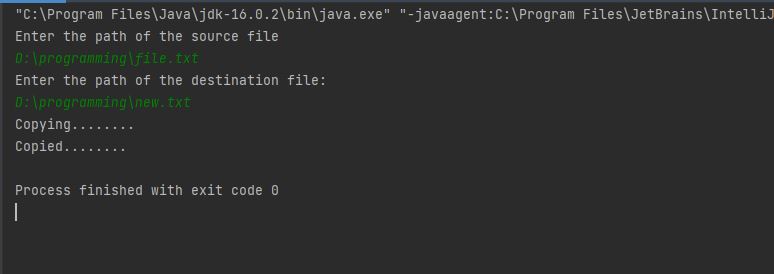 "C:\Program Files\Java\jdk-16.0.2\bin\java.exe" "-javaagent:C:\Program Files\JetBrains\IntelliJ
Enter the path of the source file
D:\programming\file.txt
Enter the path of the destination file:
D:\programming\new.txt
Copying........
Copied........
Process finished with exit code 0